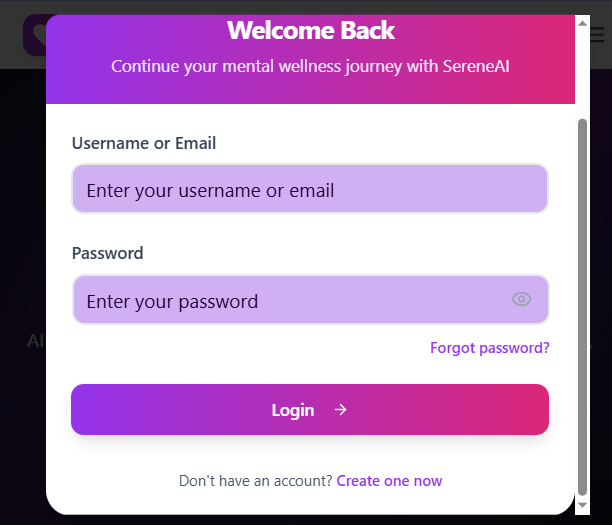 Welcome Back
Continue your mental wellness journey with SereneAI
Username or Email
Enter your username or email
Password
Enter your password
AI
Forgot password?
Login
Don't have an account? Create one now